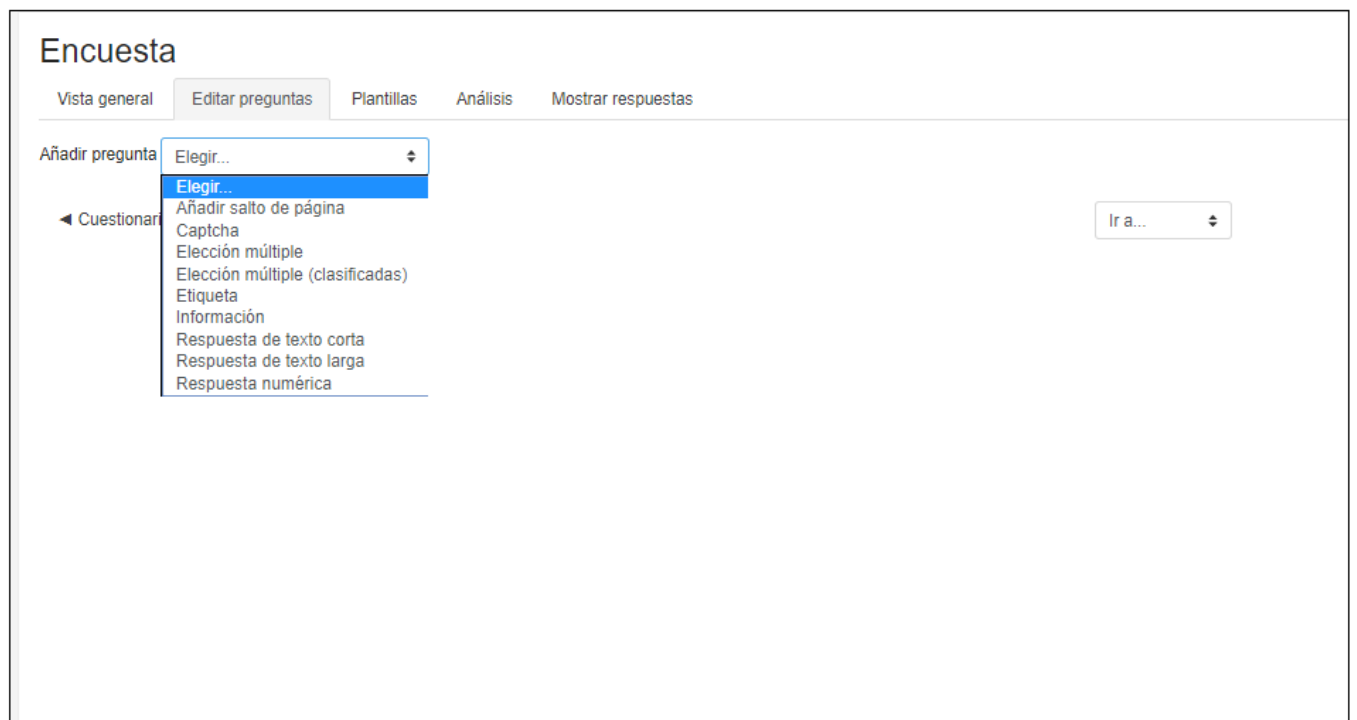 Encuesta
Vista general Editar preguntas Plantillas Análisis Mostrar respuestas
Añadir pregunta Elegir...
Elegir...
Añadir salto de página
◄ Cuestionari Ir a...
Captcha
Elección múltiple
Elección múltiple (clasificadas)
Etiqueta
Información
Respuesta de texto corta
Respuesta de texto larga
Respuesta numérica